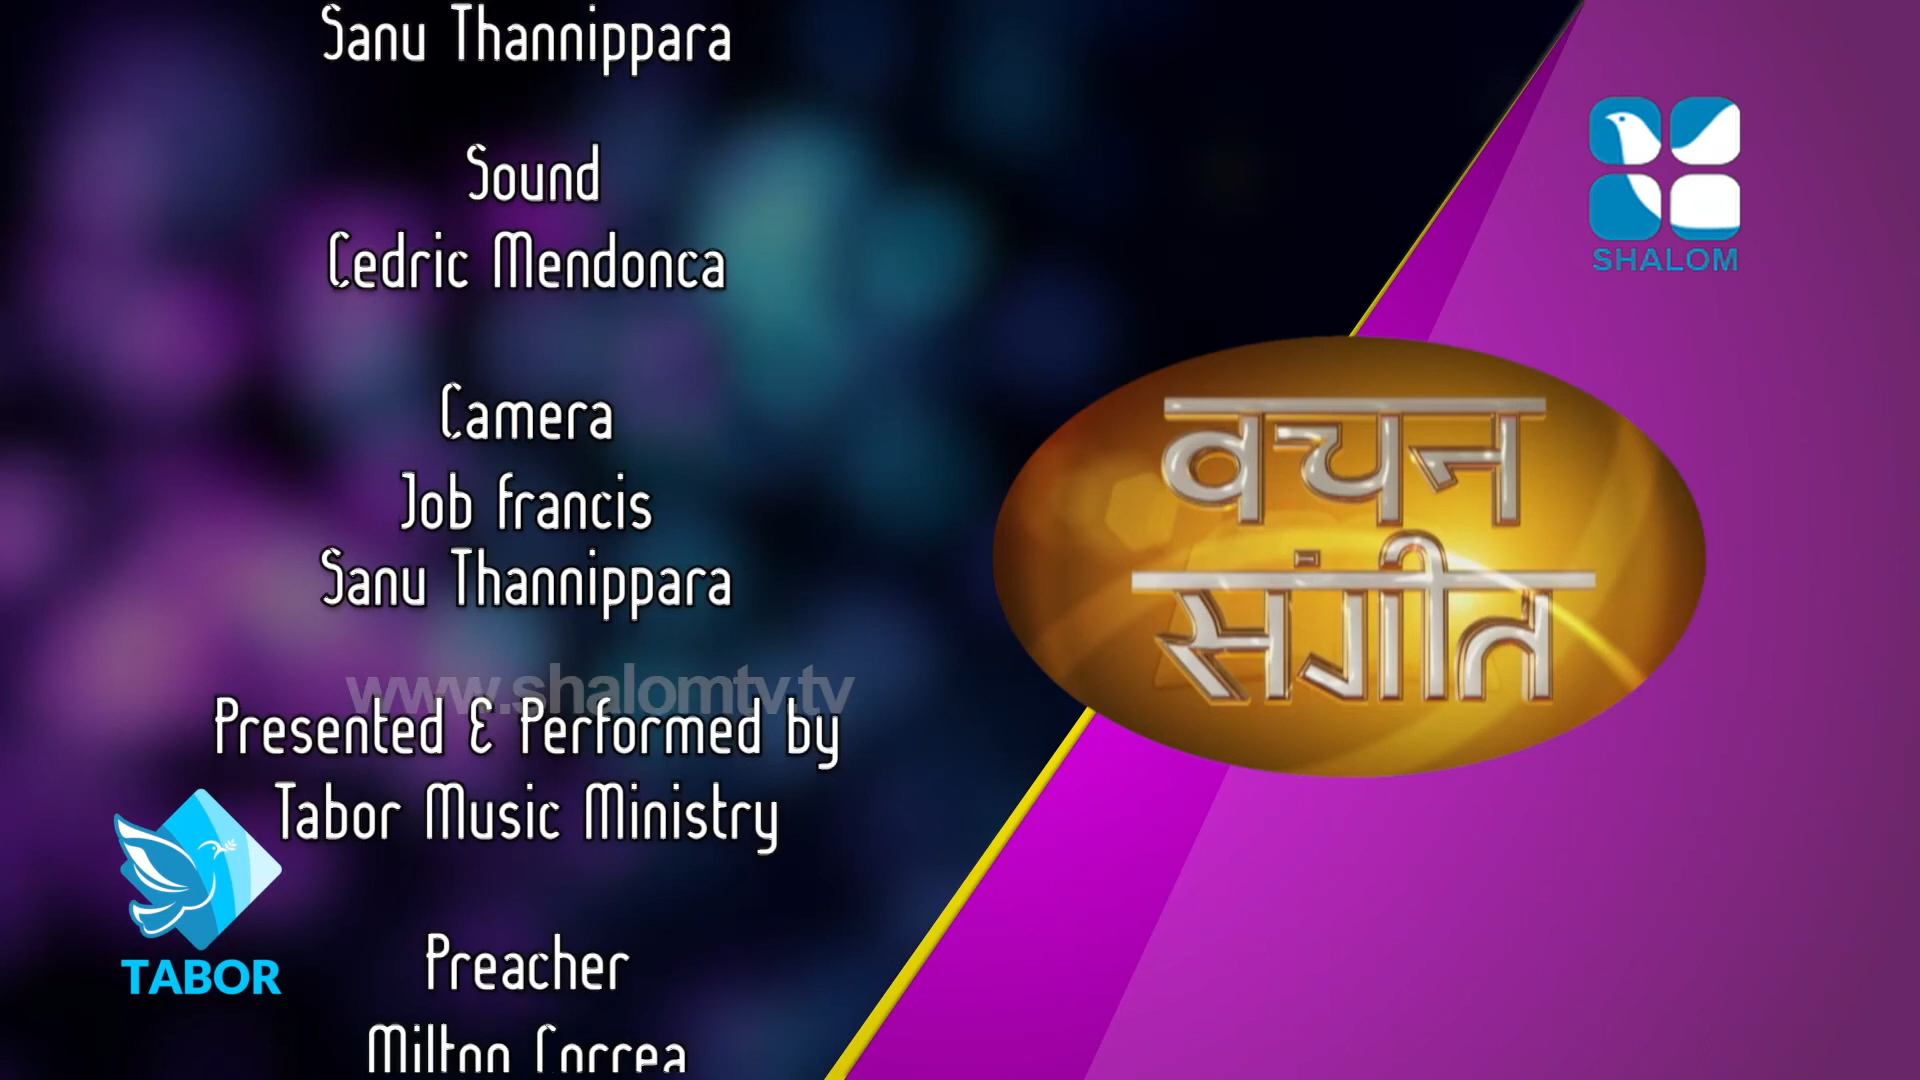 Sanu Thannippara
Sound
Cedric Mendonca
Camera
Job francis
Sanu Thannippara
www.shalomtv.tv
Presented & Performed by
Tabor Music Ministry
TABOR
Preacher
Milton Correa
SHALOM
वचन
संगीत